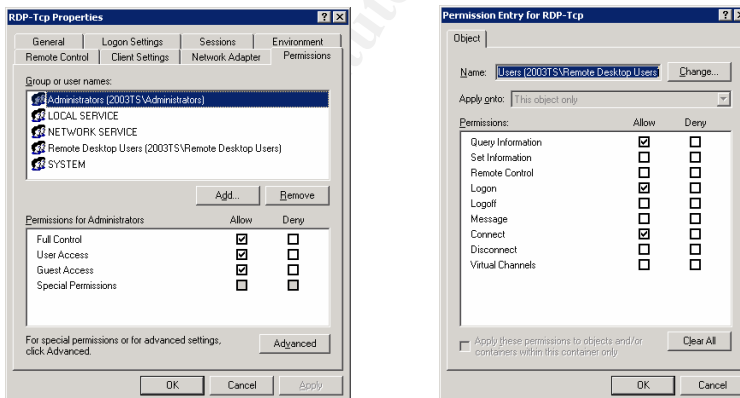 RDP-Tcp Properties
General Logon Settings Sessions Environment
Remote Control Client Settings Network Adapter Permissions
Group or user names:
Administrators (2003TS\Administrators)
LOCAL SERVICE
NETWORK SERVICE
Remote Desktop Users (2003TS\Remote Desktop Users)
SYSTEM
Add... Remove
Permissions for Administrators Allow Deny
Full Control
User Access
Guest Access
Special Permissions
For special permissions or for advanced settings,
click Advanced.
Advanced
OK Cancel Apply
Permission Entry for RDP-Tcp
Object
Name: Users (2003TS\Remote Desktop Users Change...
Apply onto: This object only
Permissions: Allow Deny
Query Information
Set Information
Remote Control
Logon
Logoff
Message
Connect
Disconnect
Virtual Channels
Apply these permissions to objects and/or
containers within this container only
Clear All
OK Cancel